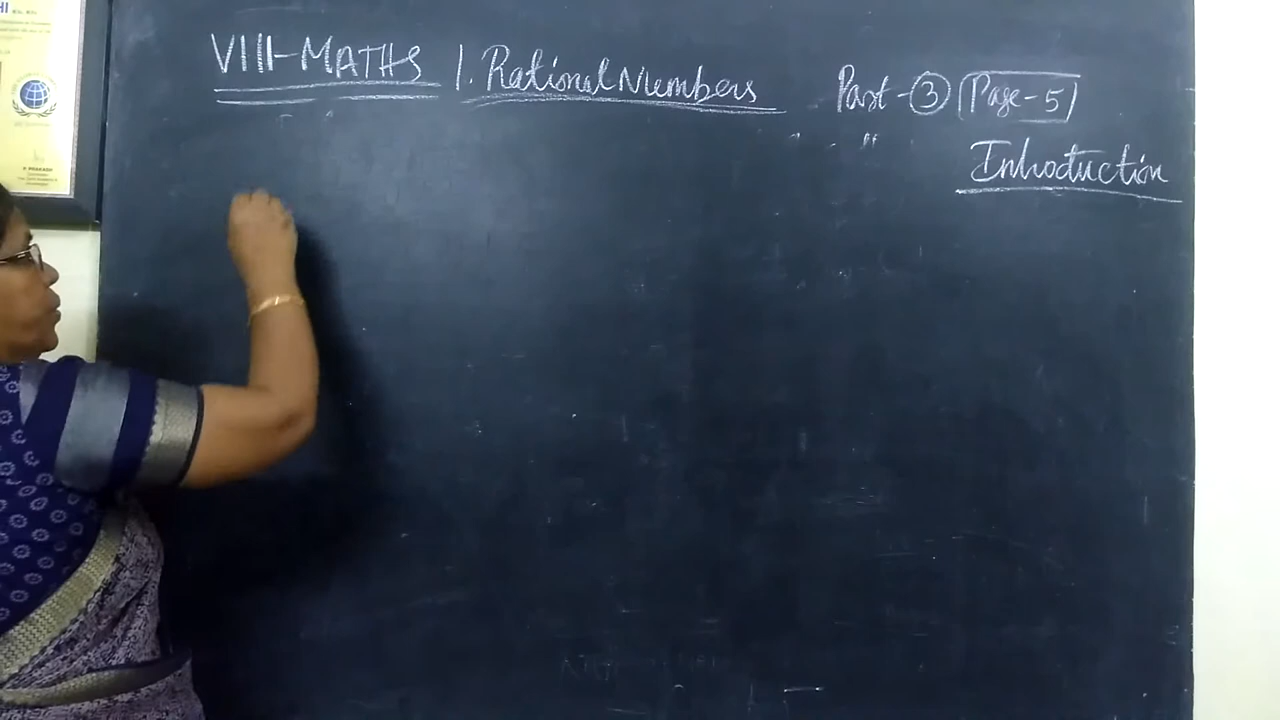 VIII-MATHS 1. Rational Numbers Part - 3 Page - 5
Introduction